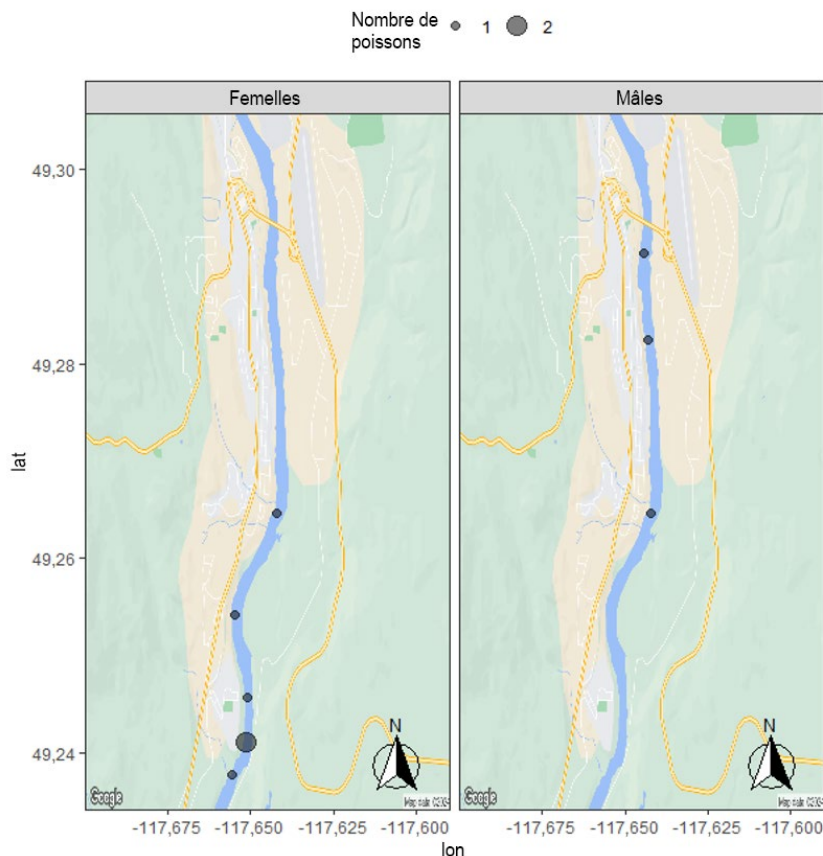 Nombre de
poissons
1 2
Femelles Mâles
49,30
49,28
49,26
49,24
lat
N N
Google Google
-117,675 -117,650 -117,625 -117,600 -117,675 -117,650 -117,625 -117,600
lon